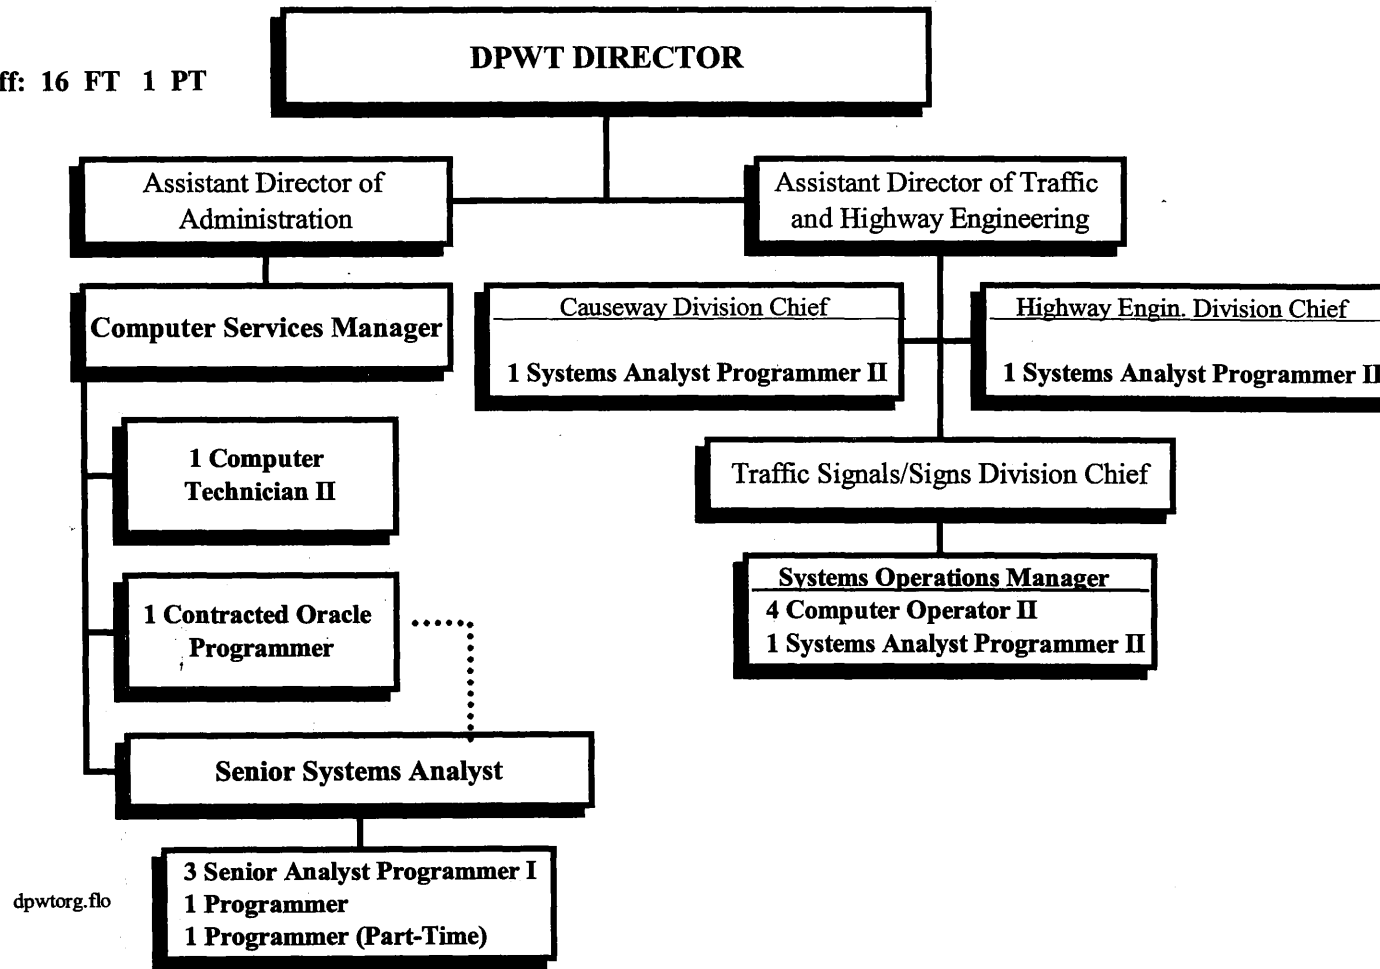 DPWT DIRECTOR
ff: 16 FT 1 PT
Assistant Director of
Administration
Assistant Director of Traffic
and Highway Engineering
Computer Services Manager
Causeway Division Chief
1 Systems Analyst Programmer II
Highway Engin. Division Chief
1 Systems Analyst Programmer II
1 Computer
Technician II
Traffic Signals/Signs Division Chief
1 Contracted Oracle
Programmer
Systems Operations Manager
4 Computer Operator II
1 Systems Analyst Programmer II
Senior Systems Analyst
3 Senior Analyst Programmer I
1 Programmer
1 Programmer (Part-Time)
dpwtorg.flo